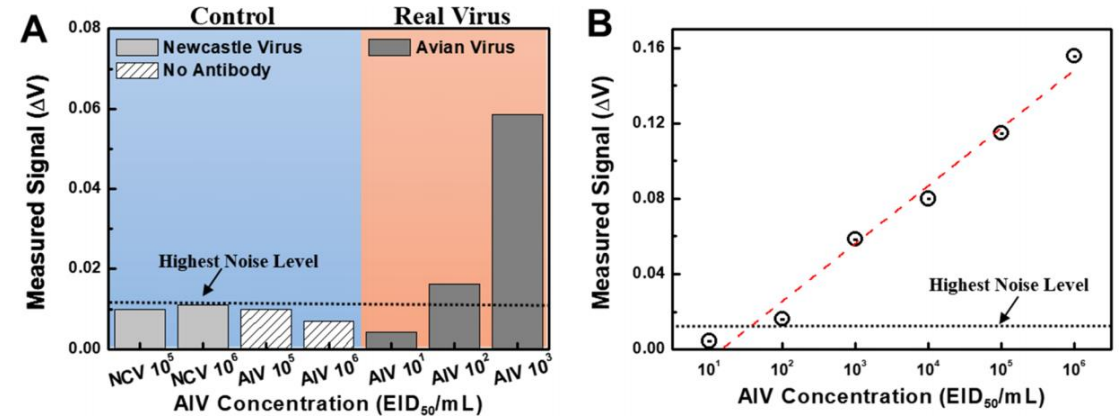 A
Control
Real Virus
Newcastle Virus
No Antibody
Avian Virus
Measured Signal (ΔV)
0.08
0.06
0.04
0.02
0.00
Highest Noise Level
NCV 10⁵
NCV 10⁶
AIV 10⁵
AIV 10⁶
AIV 10¹
AIV 10²
AIV 10³
AIV Concentration (EID₅₀/mL)
B
Measured Signal (ΔV)
0.16
0.12
0.08
0.04
0.00
Highest Noise Level
10¹
10²
10³
10⁴
10⁵
10⁶
AIV Concentration (EID₅₀/mL)